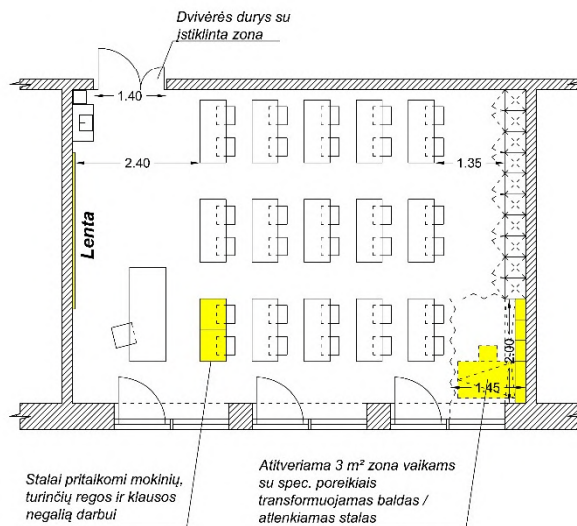 Dvivėrės durys su
įstiklinta zona
1.40
2.40
1.35
Lenta
2.00
1.45
Stalai pritaikomi mokinių,
turinčių regos ir klausos
negalią darbui
Atitveriama 3 m² zona vaikams
su spec. poreikiais
transformuojamas baldas /
atlenkiamas stalas